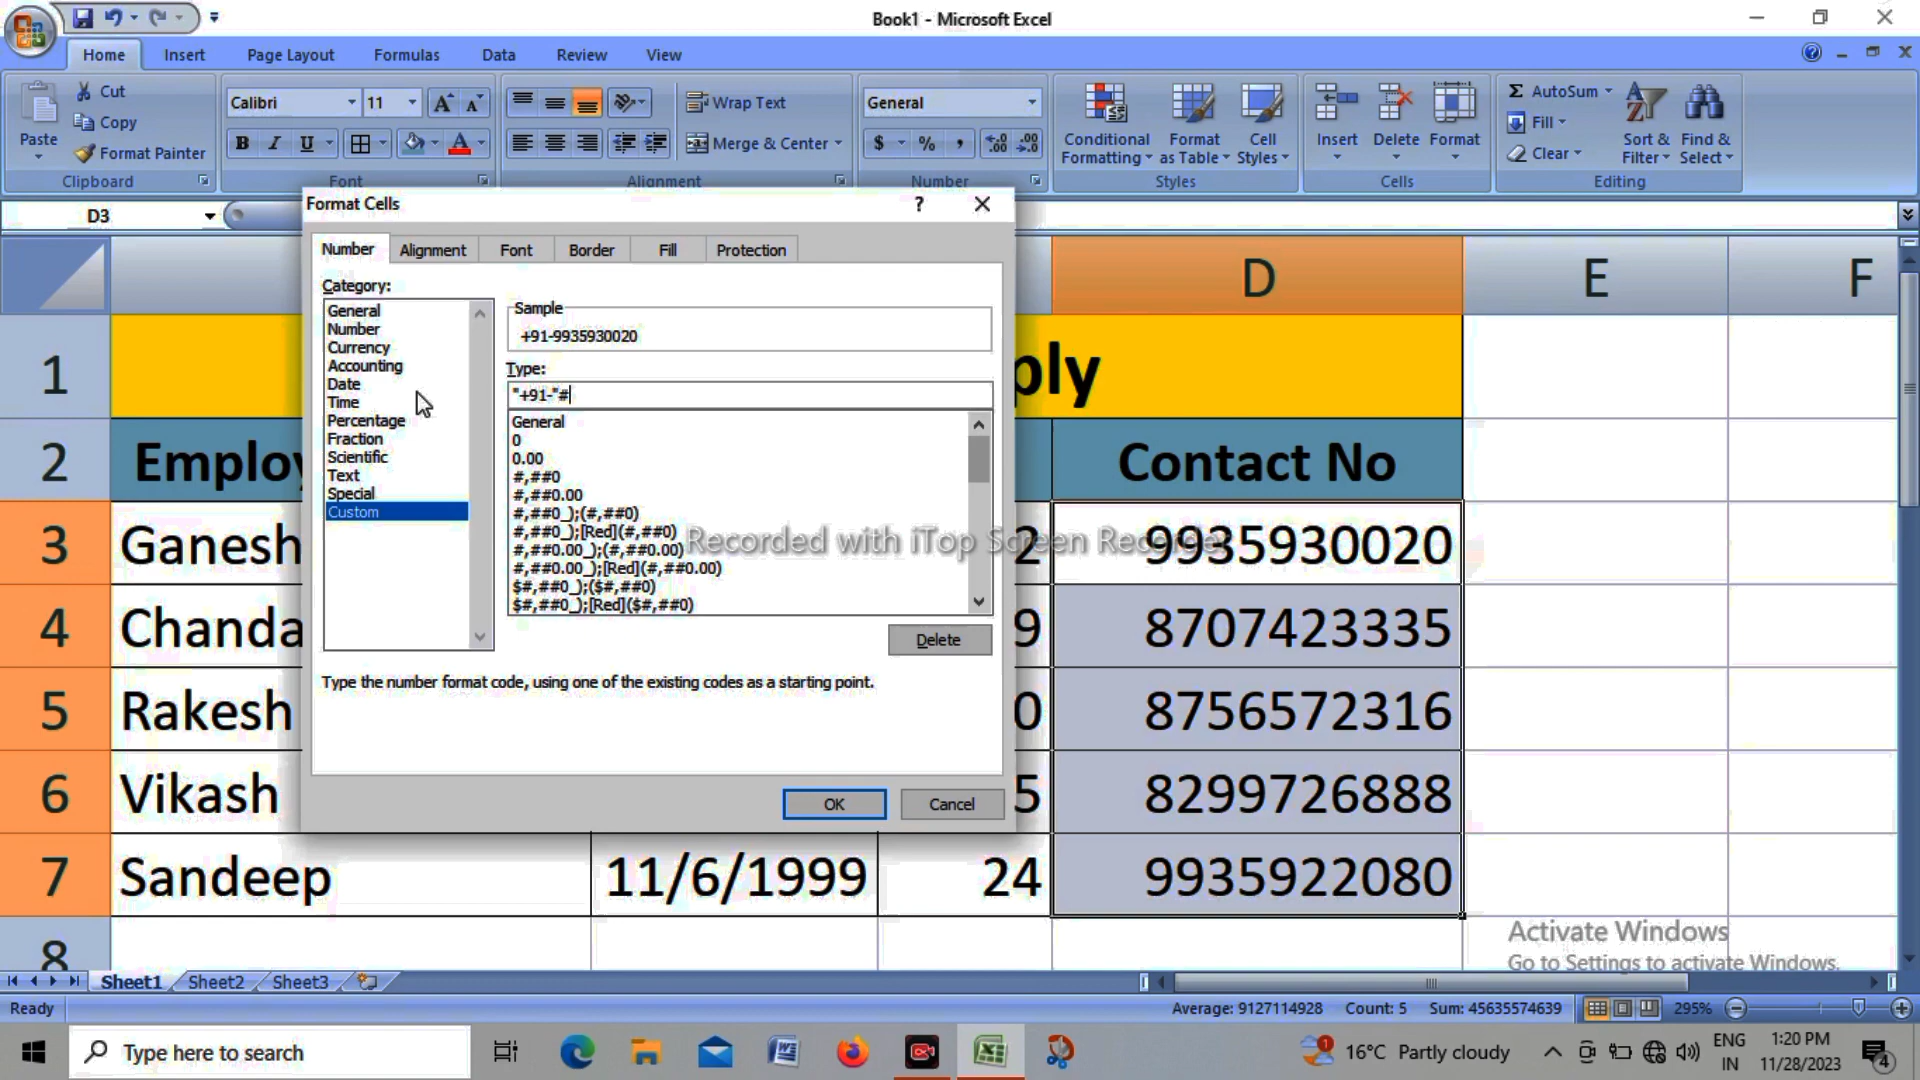 Book1 - Microsoft Excel
Home Insert Page Layout Formulas Data Review View
Cut
Copy
Format Painter
Paste
Clipboard
Calibri 11
B I U
Font
Wrap Text
Merge & Center
Alignment
General
$ % ,
Number
Conditional Formatting
Format as Table
Cell Styles
Styles
Insert Delete Format
Cells
Σ AutoSum
Fill
Clear
Sort & Filter
Find & Select
Editing
D3
Format Cells ?
Number Alignment Font Border Fill Protection
Category:
General
Number
Currency
Accounting
Date
Time
Percentage
Fraction
Scientific
Text
Special
Custom
Sample
+91-9935930020
Type:
"+91-"#
General
0
0.00
#,##0
#,##0.00
#,##0_);(#,##0)
#,##0_);[Red](#,##0)
#,##0.00_);(#,##0.00)
#,##0.00_);[Red](#,##0.00)
$#,##0_);($#,##0)
$#,##0_);[Red]($#,##0)
Delete
Type the number format code, using one of the existing codes as a starting point.
OK Cancel
D E F
1 ply
2 Employ Contact No
3 Ganesh 2 9935930020
4 Chanda 9 8707423335
5 Rakesh 0 8756572316
6 Vikash 5 8299726888
7 Sandeep 11/6/1999 24 9935922080
8
Recorded with iTop Screen Recorder
Activate Windows
Go to Settings to activate Windows.
Sheet1 Sheet2 Sheet3
Ready Average: 9127114928 Count: 5 Sum: 45635574639 295%
Type here to search
1 16°C Partly cloudy
ENG
IN
1:20 PM
11/28/2023
4